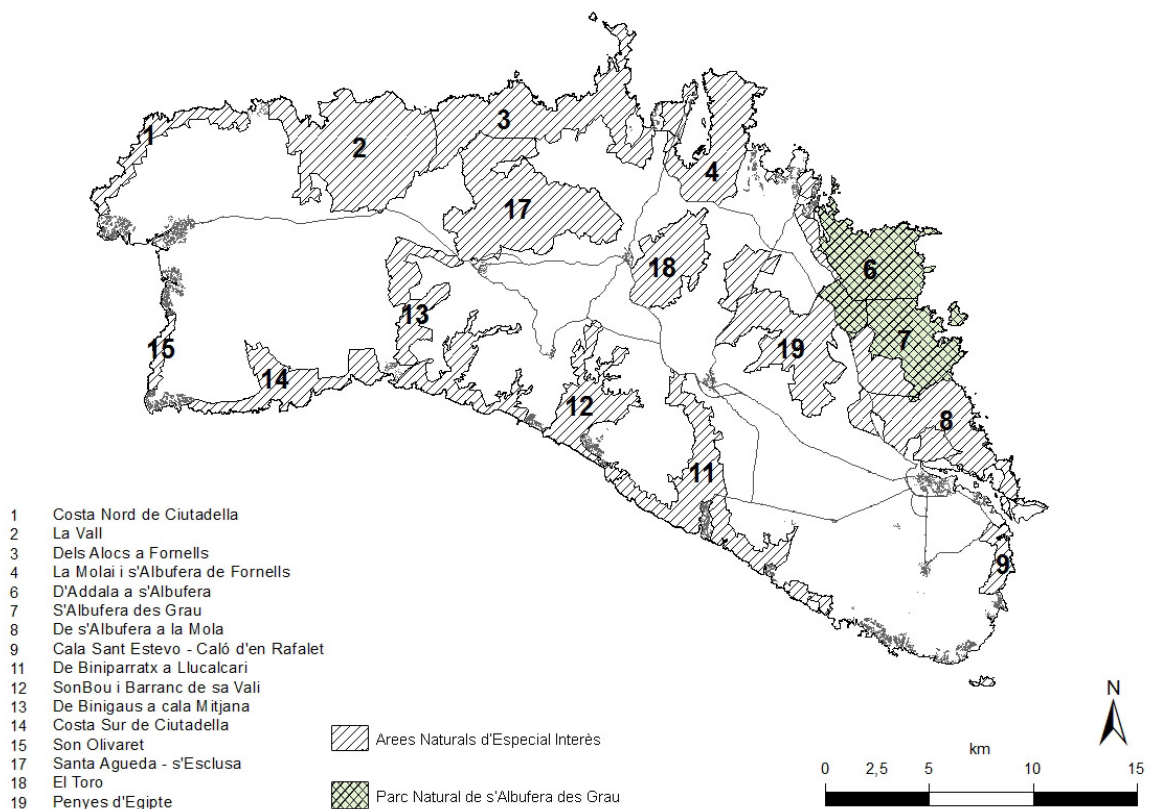 1
2
3
4
17
6
18
13
7
15
19
14
12
8
11
9
1 Costa Nord de Ciutadella
2 La Vall
3 Dels Alocs a Fornells
4 La Molai i s'Albufera de Fornells
6 D'Addala a s'Albufera
7 S'Albufera des Grau
8 De s'Albufera a la Mola
9 Cala Sant Estevo - Caló d'en Rafalet
11 De Biniparratx a Llucalcari
12 SonBou i Barranc de sa Vali
13 De Binigaus a cala Mitjana
14 Costa Sur de Ciutadella
15 Son Olivaret
17 Santa Agueda - s'Esclusa
18 El Toro
19 Penyes d'Egipte
Arees Naturals d'Especial Interès
Parc Natural de s'Albufera des Grau
N
km
0 2,5 5 10 15